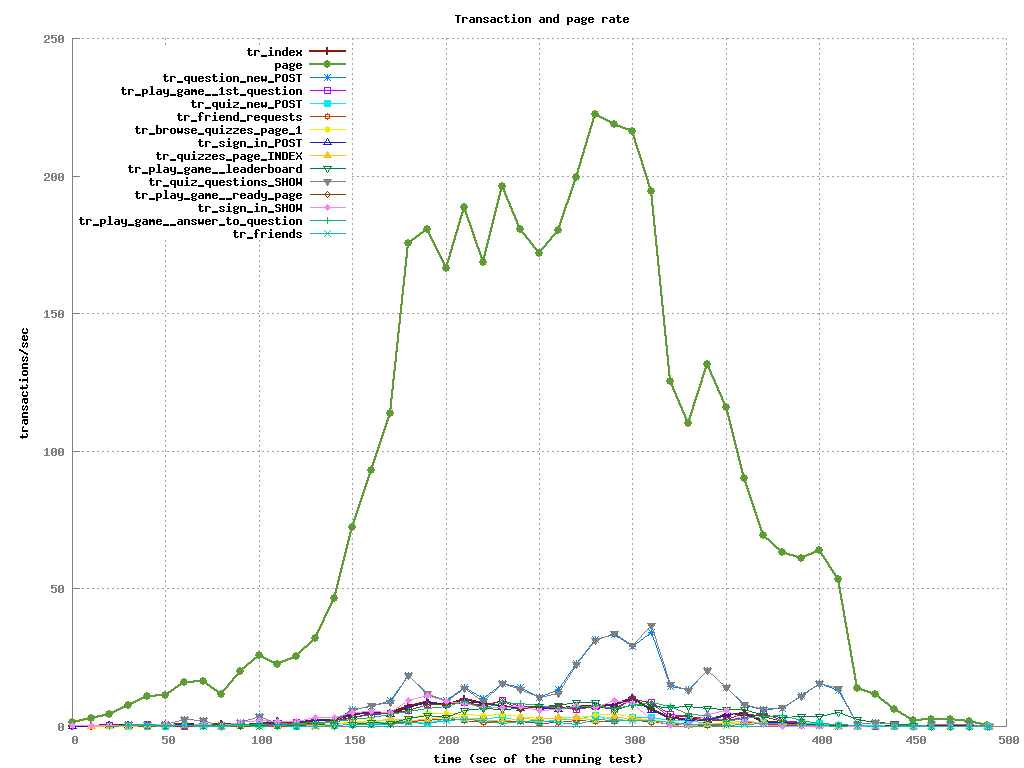 Transaction and page rate
250
200
150
100
50
0
transactions/sec
tr_index
page
tr_question_new_POST
tr_play_game__1st_question
tr_quiz_new_POST
tr_friend_requests
tr_browse_quizzes_page_1
tr_sign_in_POST
tr_quizzes_page_INDEX
tr_play_game__leaderboard
tr_quiz_questions_SHOW
tr_play_game__ready_page
tr_sign_in_SHOW
tr_play_game__answer_to_question
tr_friends
0 50 100 150 200 250 300 350 400 450 500
time (sec of the running test)